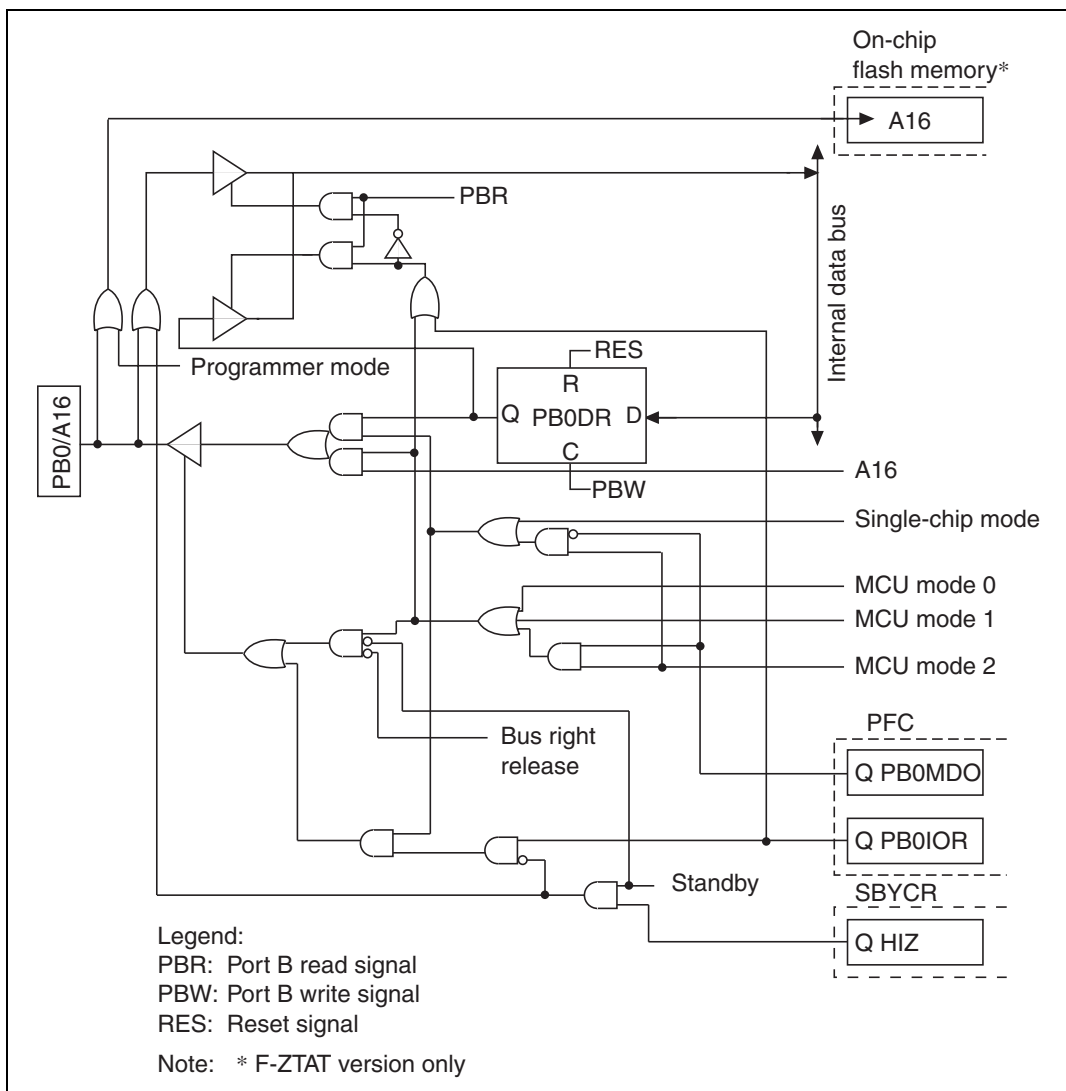 On-chip
flash memory*
A16
PBR
Internal data bus
Programmer mode
RES
R
Q PB0DR D
C
PBW
PB0/A16
A16
Single-chip mode
MCU mode 0
MCU mode 1
MCU mode 2
Bus right
release
PFC
Q PB0MDO
Q PB0IOR
Standby
SBYCR
Q HIZ
Legend:
PBR: Port B read signal
PBW: Port B write signal
RES: Reset signal
Note: * F-ZTAT version only